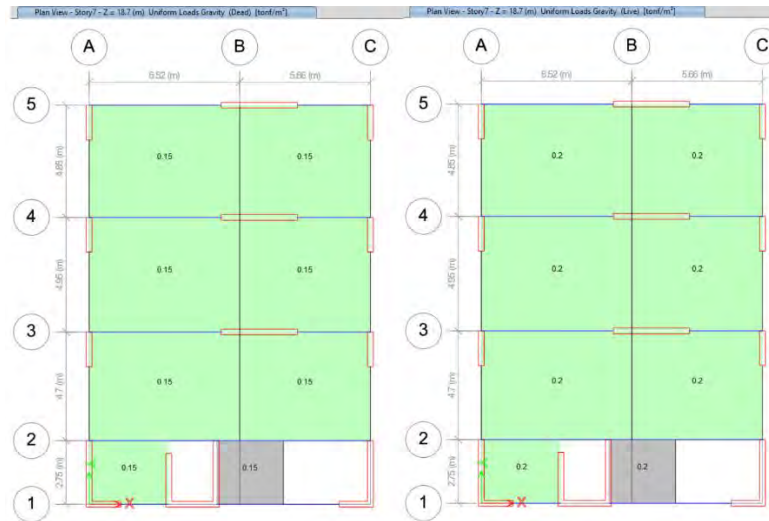 Plan View - Story7 - Z = 18.7 (m) Uniform Loads Gravity (Dead) [tonf/m²]
A B C
6.52 (m) 5.66 (m)
5
4.85 (m)
0.15 0.15
4
4.95 (m)
0.15 0.15
3
4.7 (m)
0.15 0.15
2
2.75 (m)
0.15 0.15
1
X
Plan View - Story7 - Z = 18.7 (m) Uniform Loads Gravity (Live) [tonf/m²]
A B C
6.52 (m) 5.66 (m)
5
4.85 (m)
0.2 0.2
4
4.95 (m)
0.2 0.2
3
4.7 (m)
0.2 0.2
2
2.75 (m)
0.2 0.2
1
X